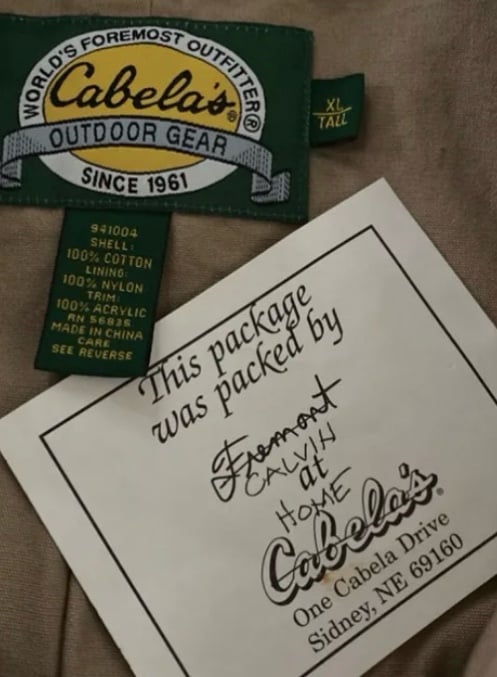 WORLD'S FOREMOST OUTFITTER®
Cabela's®
OUTDOOR GEAR
SINCE 1961
XL
TALL
941004
SHELL:
100% COTTON
LINING:
100% NYLON
TRIM:
100% ACRYLIC
RN 56835
MADE IN CHINA
CARE
SEE REVERSE
This package
was packed by
Fremont
CALVIN
at
HOME
Cabela's®
One Cabela Drive
Sidney, NE 69160